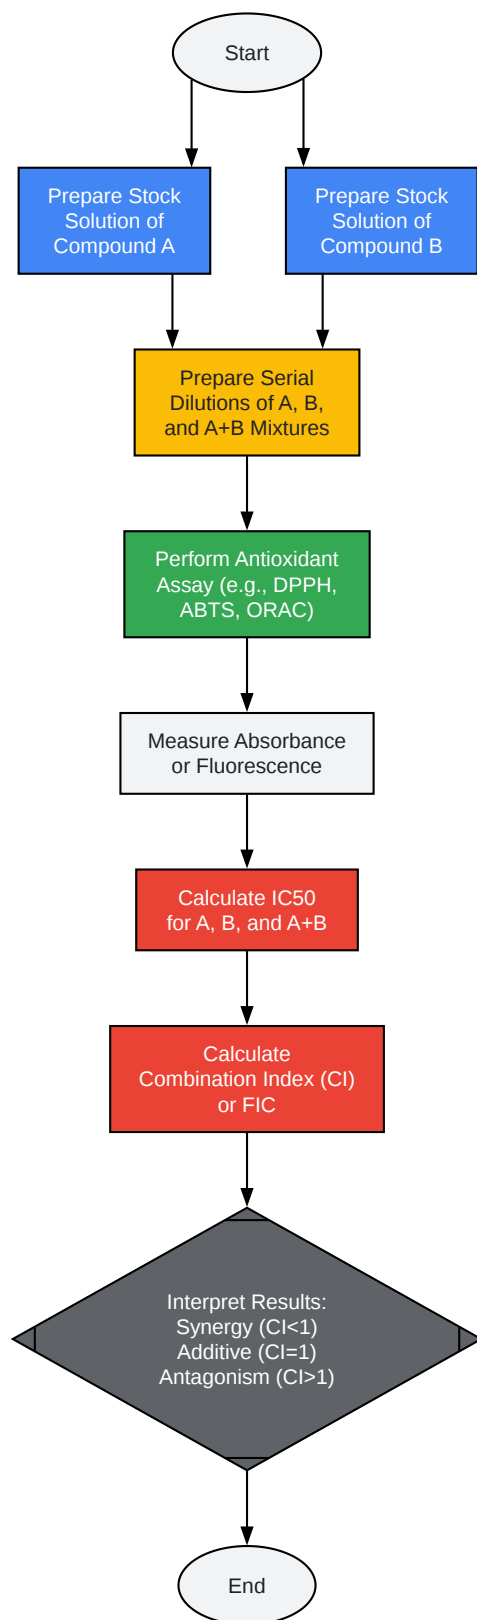 Start
Prepare Stock
Solution of
Compound A
Prepare Stock
Solution of
Compound B
Prepare Serial
Dilutions of A, B,
and A+B Mixtures
Perform Antioxidant
Assay (e.g., DPPH,
ABTS, ORAC)
Measure Absorbance
or Fluorescence
Calculate IC50
for A, B, and A+B
Calculate
Combination Index (CI)
or FIC
Interpret Results:
Synergy (CI<1)
Additive (CI=1)
Antagonism (CI>1)
End